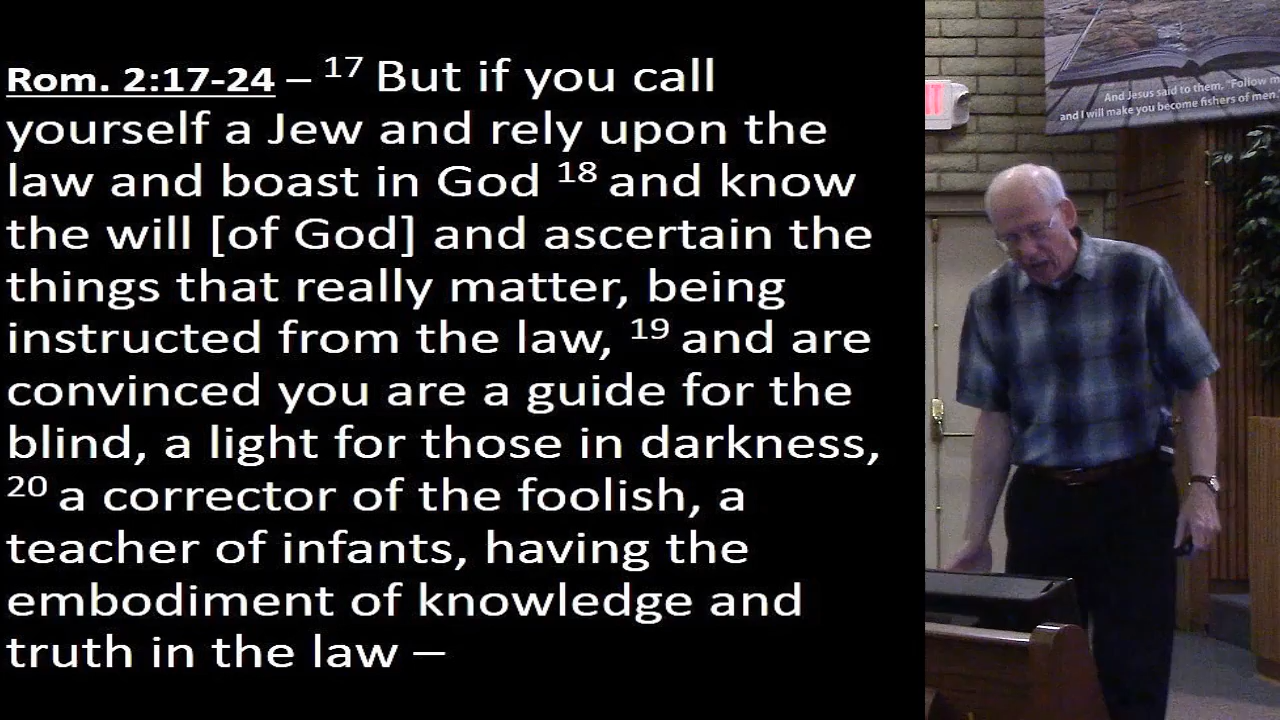 Rom. 2:17-24 – 17 But if you call
yourself a Jew and rely upon the
law and boast in God 18 and know
the will [of God] and ascertain the
things that really matter, being
instructed from the law, 19 and are
convinced you are a guide for the
blind, a light for those in darkness,
20 a corrector of the foolish, a
teacher of infants, having the
embodiment of knowledge and
truth in the law –
And Jesus said to them, "Follow m
and I will make you become fishers of men.